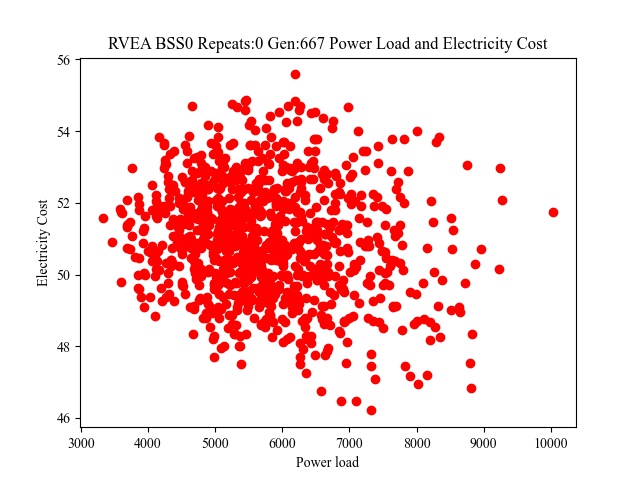 RVEA BSS0 Repeats:0 Gen:667 Power Load and Electricity Cost
56
54
52
50
48
46
Electricity Cost
3000 4000 5000 6000 7000 8000 9000 10000
Power load